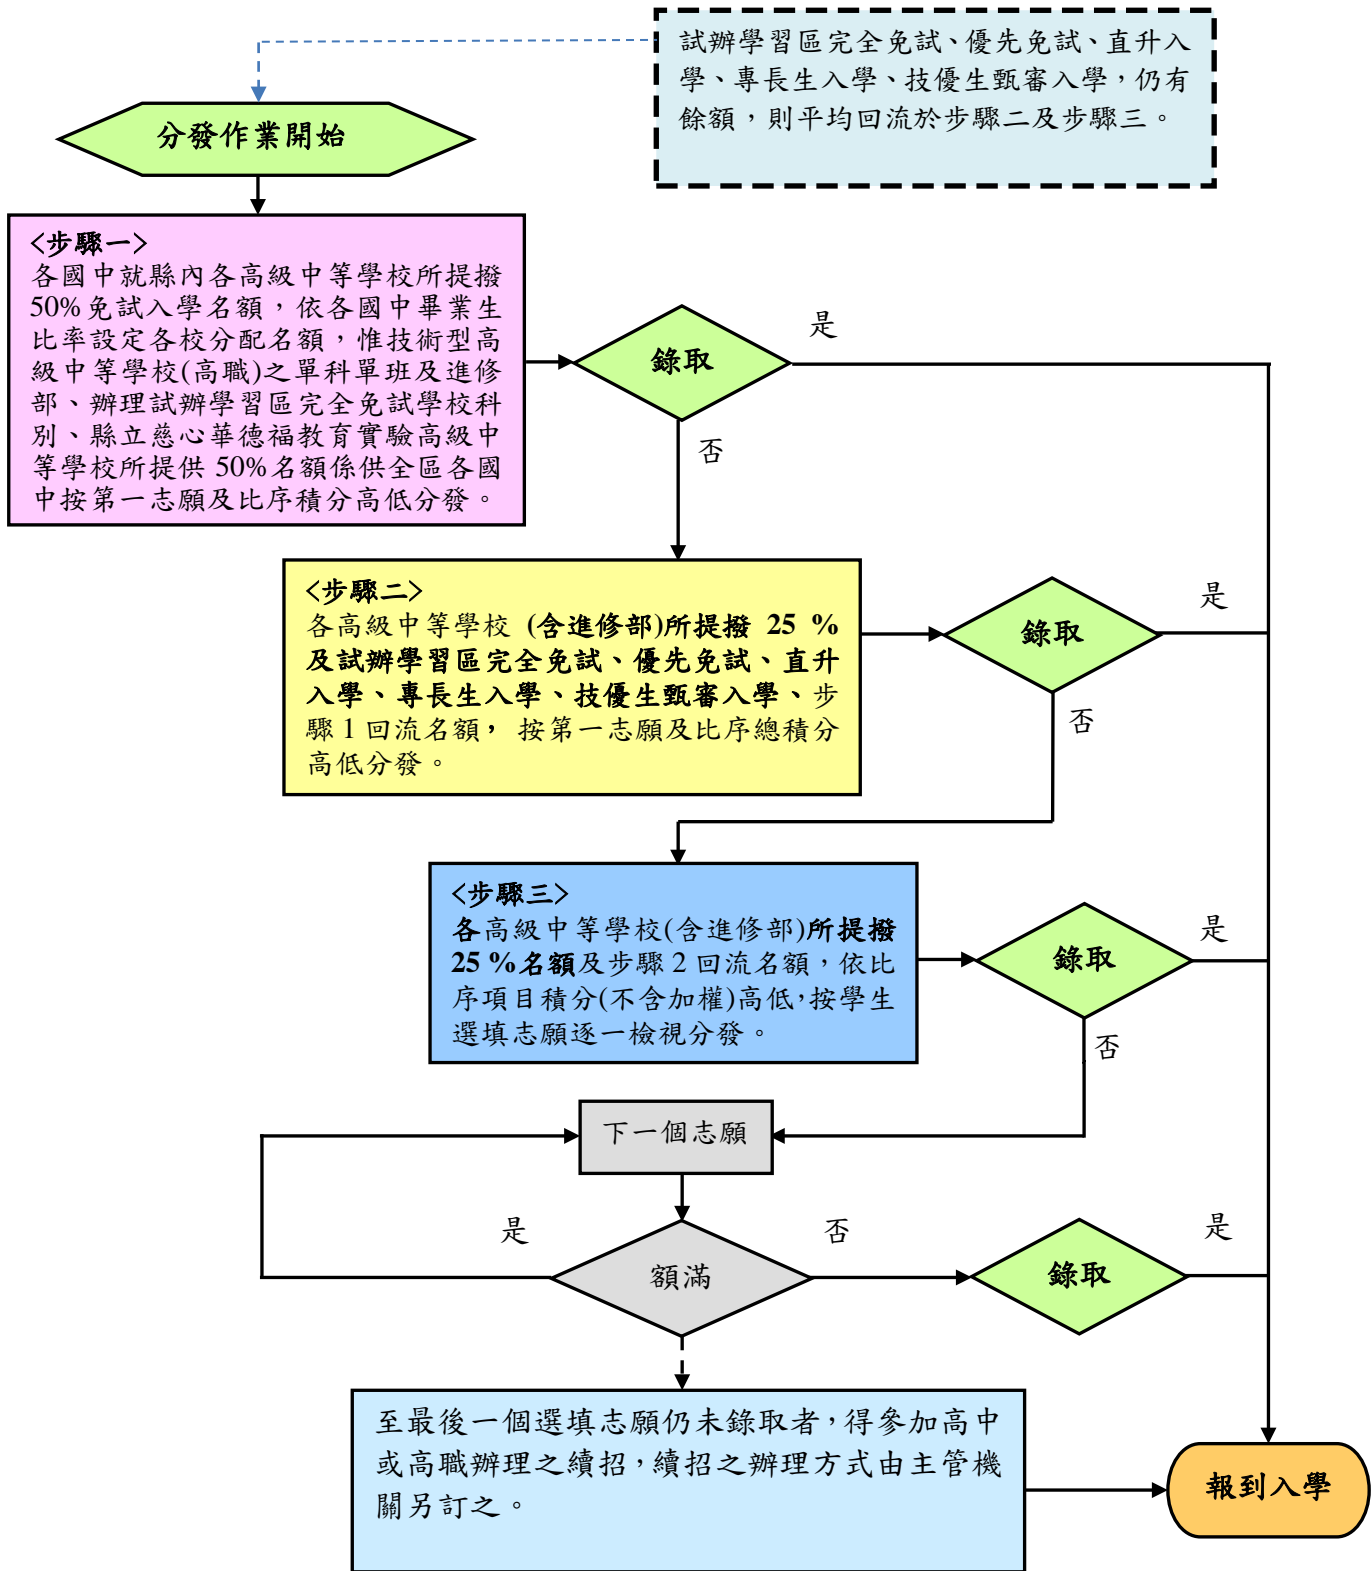 試辦學習區完全免試、優先免試、直升入
學、專長生入學、技優生甄審入學，仍有
餘額，則平均回流於步驟二及步驟三。
分發作業開始
<步驟一>
各國中就縣內各高級中等學校所提撥
50%免試入學名額，依各國中畢業生
比率設定各校分配名額，惟技術型高
級中等學校(高職)之單科單班及進修
部、辦理試辦學習區完全免試學校科
別、縣立慈心華德福教育實驗高級中
等學校所提供 50%名額係供全區各國
中按第一志願及比序積分高低分發。
錄取
是
否
<步驟二>
各高級中等學校 (含進修部)所提撥 25 %
及試辦學習區完全免試、優先免試、直升
入學、專長生入學、技優生甄審入學、步
驟 1 回流名額， 按第一志願及比序總積分
高低分發。
錄取
是
否
<步驟三>
各高級中等學校(含進修部)所提撥
25 %名額及步驟 2 回流名額，依比
序項目積分(不含加權)高低，按學生
選填志願逐一檢視分發。
錄取
是
否
下一個志願
是
額滿
否
錄取
是
至最後一個選填志願仍未錄取者，得參加高中
或高職辦理之續招，續招之辦理方式由主管機
關另訂之。
報到入學